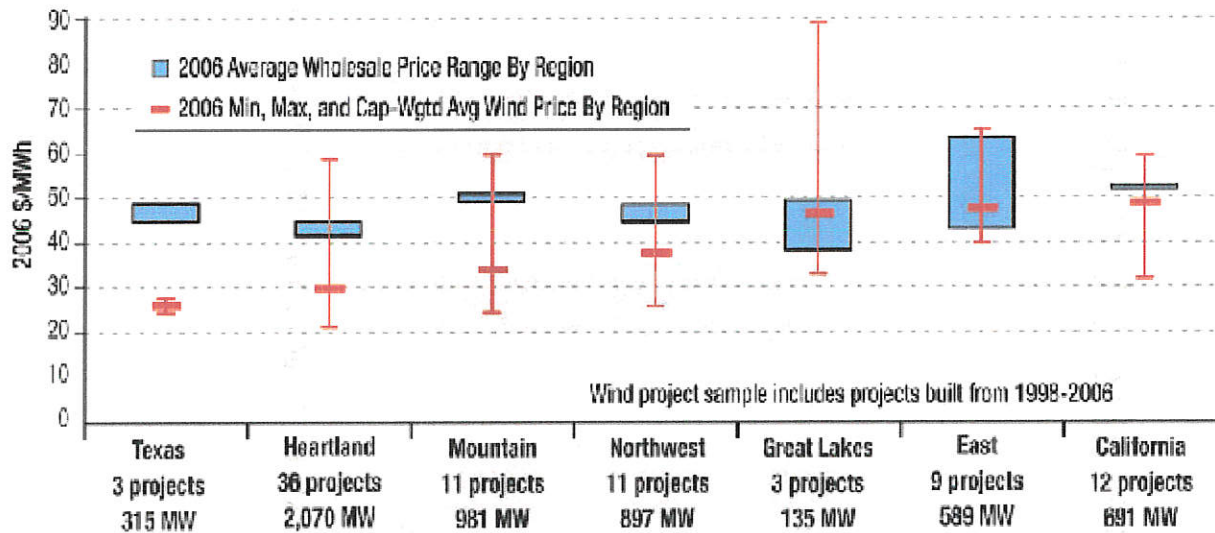 90
80
70
60
50
40
30
20
10
0
2006 $/MWh
2006 Average Wholesale Price Range By Region
2006 Min, Max, and Cap-Wgtd Avg Wind Price By Region
Wind project sample includes projects built from 1998-2006
Texas
3 projects
315 MW
Heartland
36 projects
2,070 MW
Mountain
11 projects
981 MW
Northwest
11 projects
897 MW
Great Lakes
3 projects
135 MW
East
9 projects
589 MW
California
12 projects
691 MW